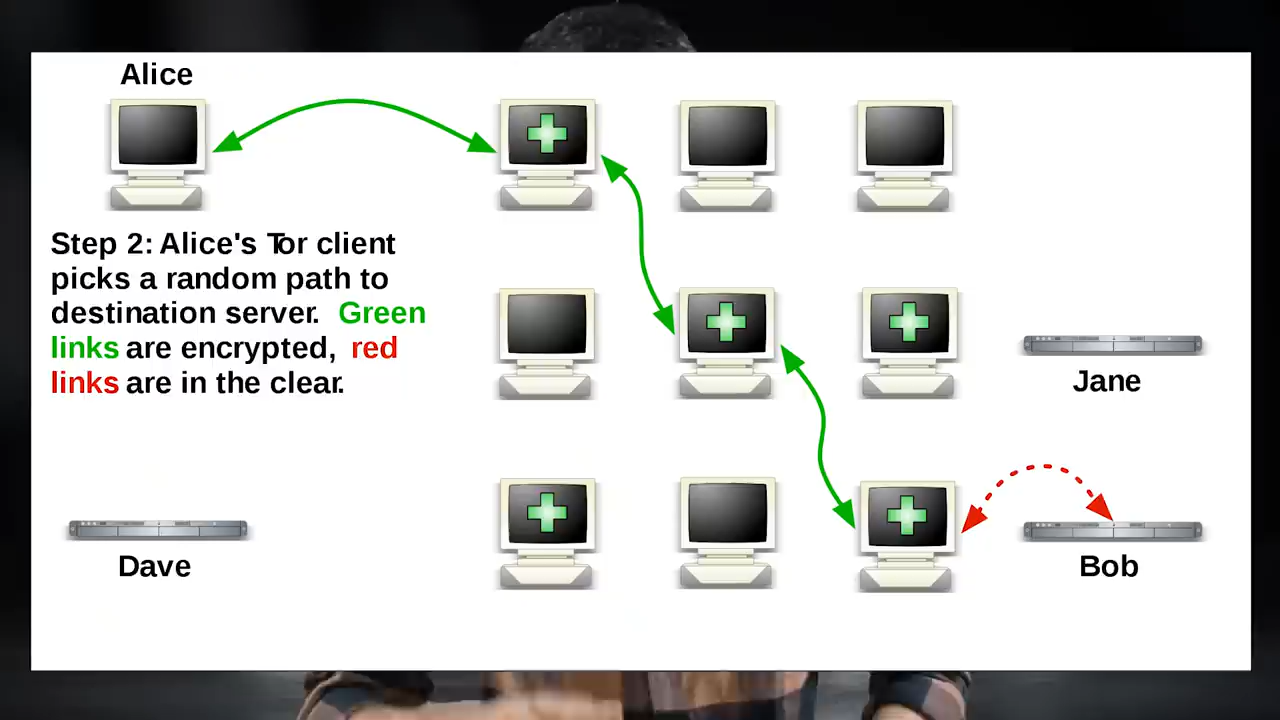 Alice
Step 2: Alice's Tor client
picks a random path to
destination server. Green
links are encrypted, red
links are in the clear.
Jane
Dave
Bob